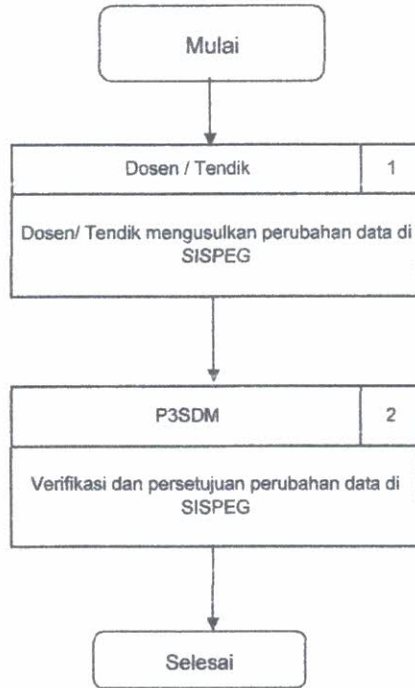 Mulai
Dosen / Tendik
1
Dosen/ Tendik mengusulkan perubahan data di
SISPEG
P3SDM
2
Verifikasi dan persetujuan perubahan data di
SISPEG
Selesai